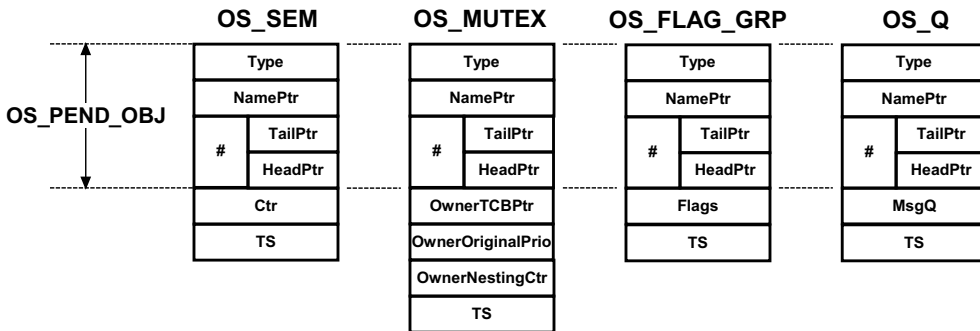 OS_SEM OS_MUTEX OS_FLAG_GRP OS_Q
Type Type Type Type
NamePtr NamePtr NamePtr NamePtr
OS_PEND_OBJ
# TailPtr # TailPtr # TailPtr # TailPtr
HeadPtr HeadPtr HeadPtr HeadPtr
Ctr OwnerTCBPtr Flags MsgQ
TS OwnerOriginalPrio TS TS
OwnerNestingCtr
TS